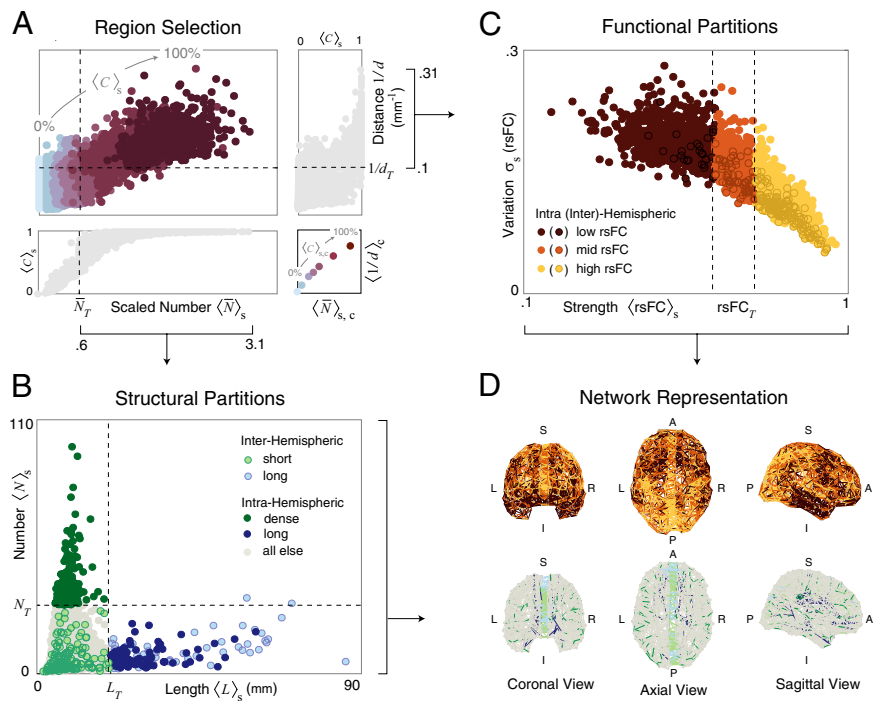 A
Region Selection
100%
⟨C⟩s
0%
⟨C⟩s
0 1
.31
Distance 1/d
(mm⁻¹)
1/dT
.1
1
⟨C⟩s
0
N̅T
Scaled Number ⟨N̅⟩s
.6
3.1
100%
⟨C⟩s,c
0%
⟨1/d⟩c
⟨N̅⟩s, c
C
Functional Partitions
.3
Variation σs (rsFC)
Intra (Inter)-Hemispheric
( ) low rsFC
( ) mid rsFC
( ) high rsFC
0
.1
Strength ⟨rsFC⟩s
rsFCT
1
B
Structural Partitions
110
Number ⟨N⟩s
NT
0
Inter-Hemispheric
short
long
Intra-Hemispheric
dense
long
all else
0
LT
Length ⟨L⟩s (mm)
90
D
Network Representation
S
L
R
I
A
L
R
P
S
P
A
I
S
L
R
I
A
L
R
P
S
P
A
I
Coronal View
Axial View
Sagittal View